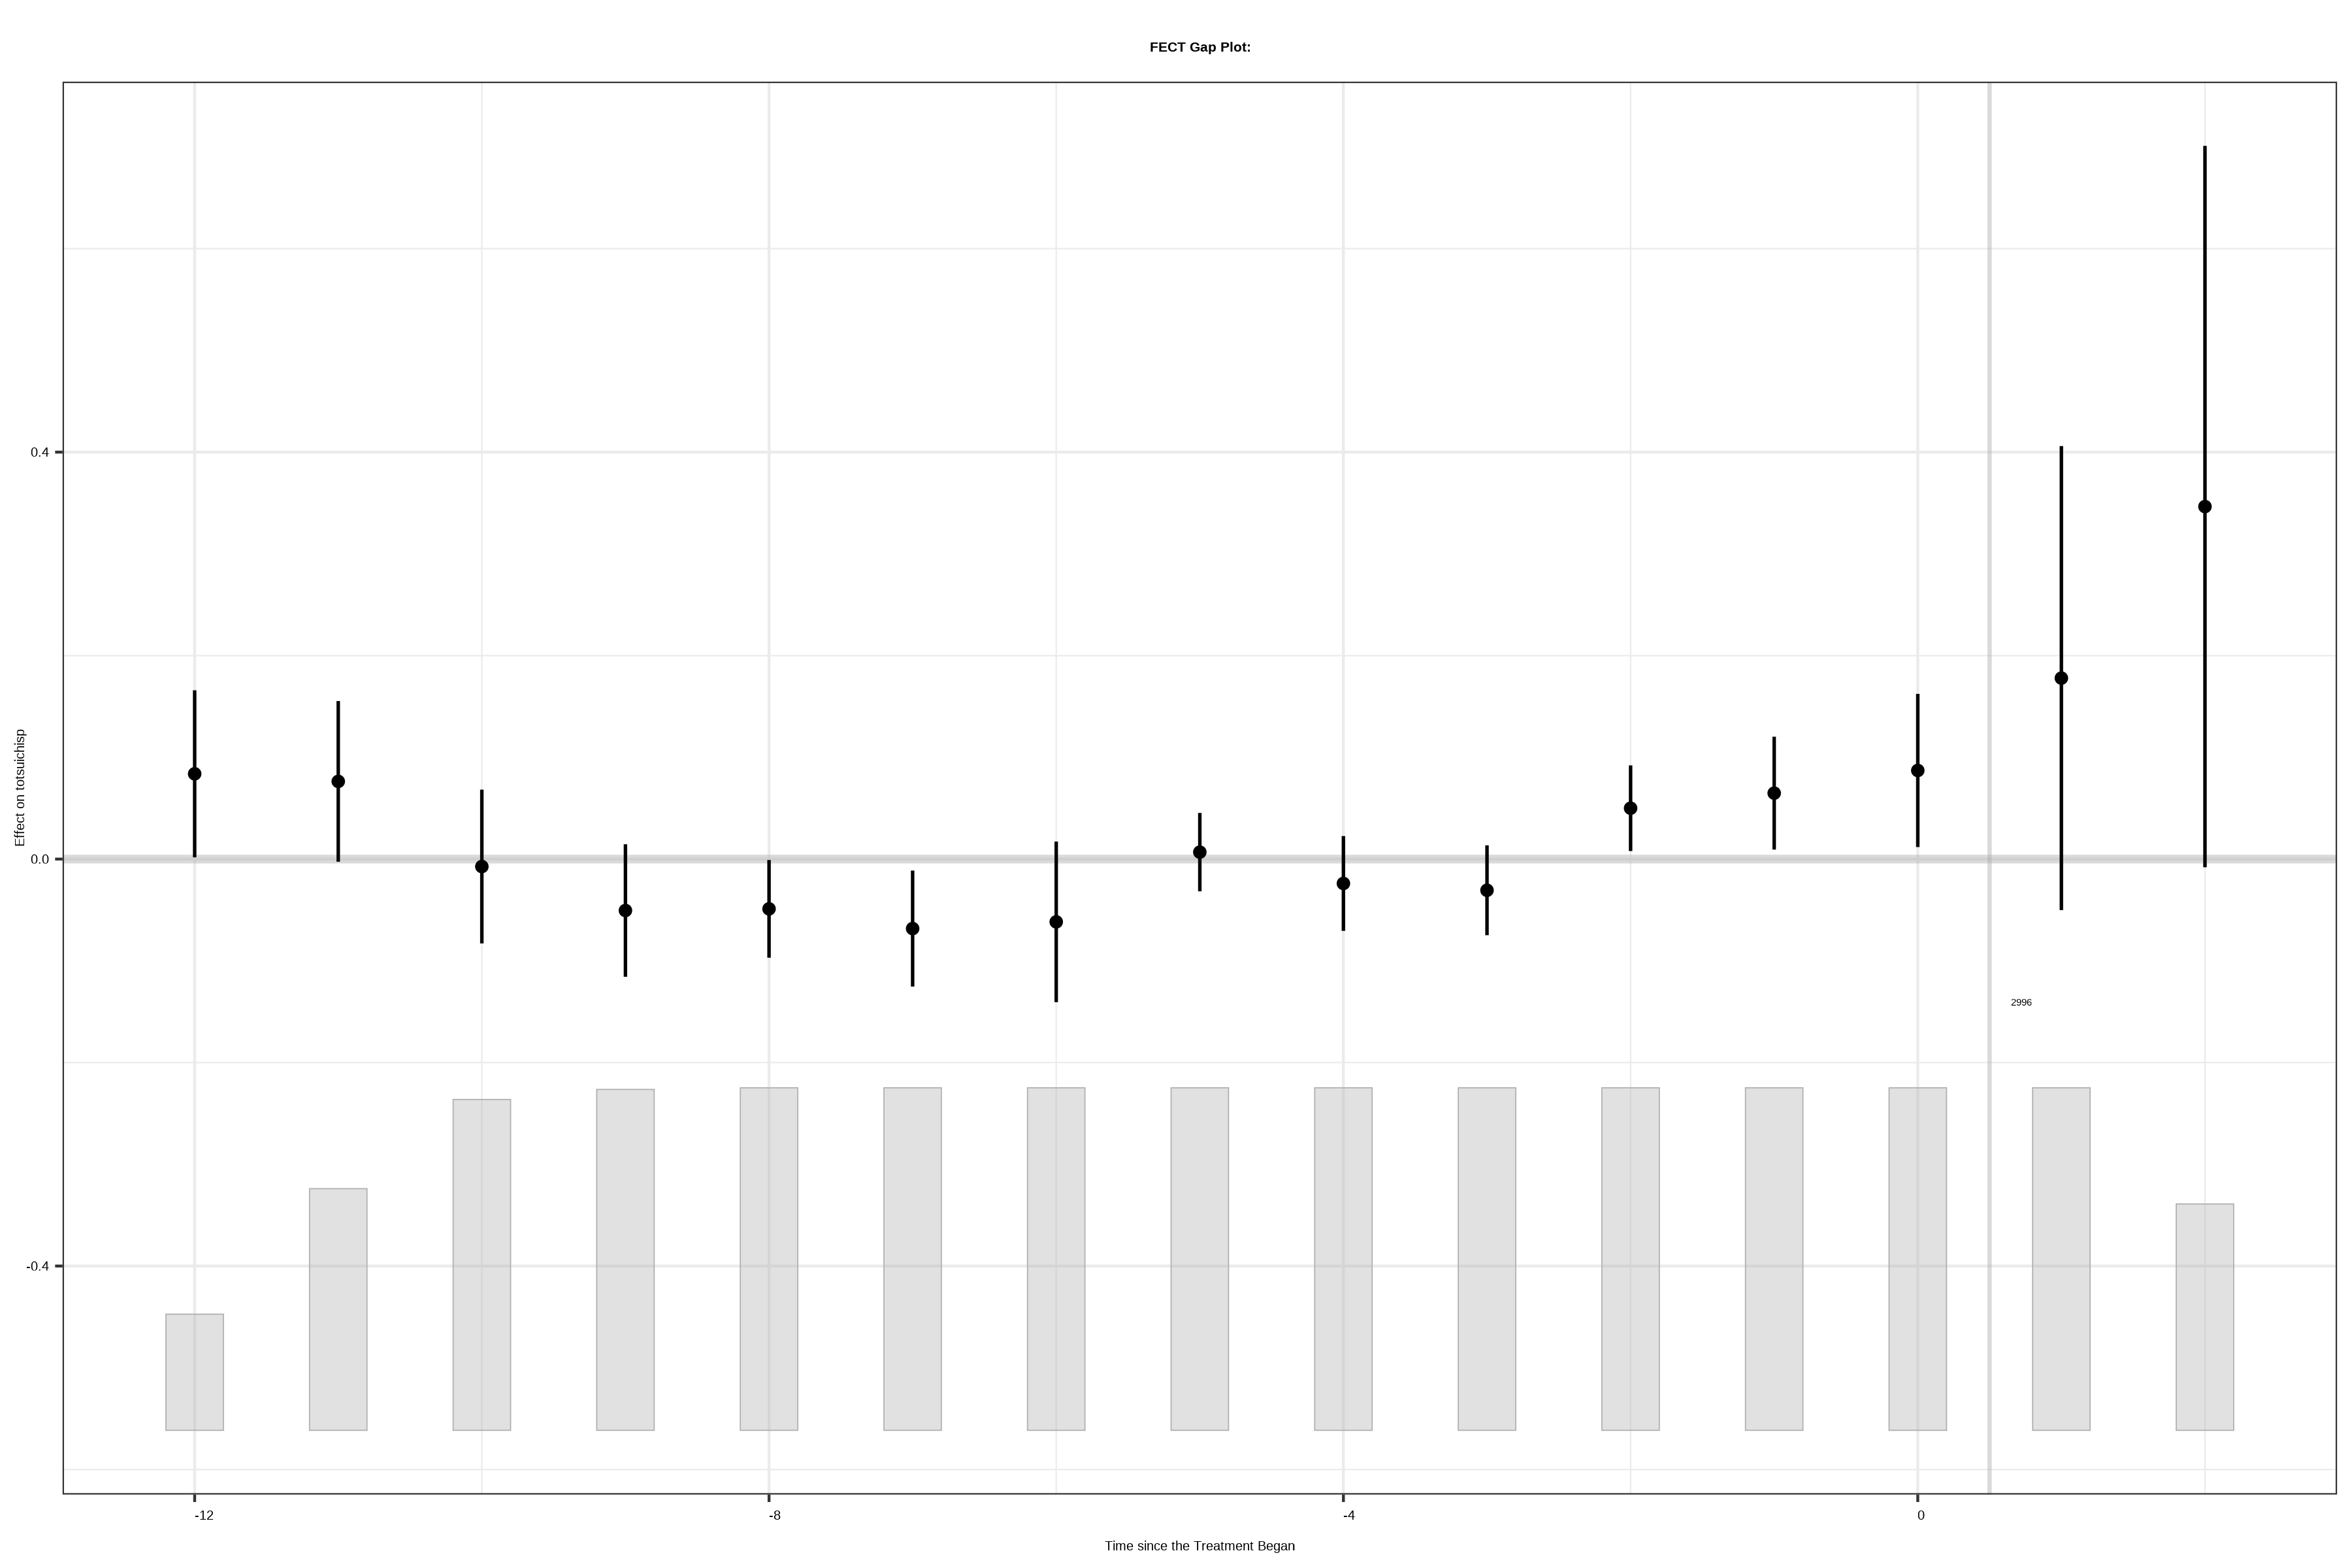 FECT Gap Plot:
Effect on totsuichisp
0.4
0.0
-0.4
2996
-12
-8
-4
0
Time since the Treatment Began